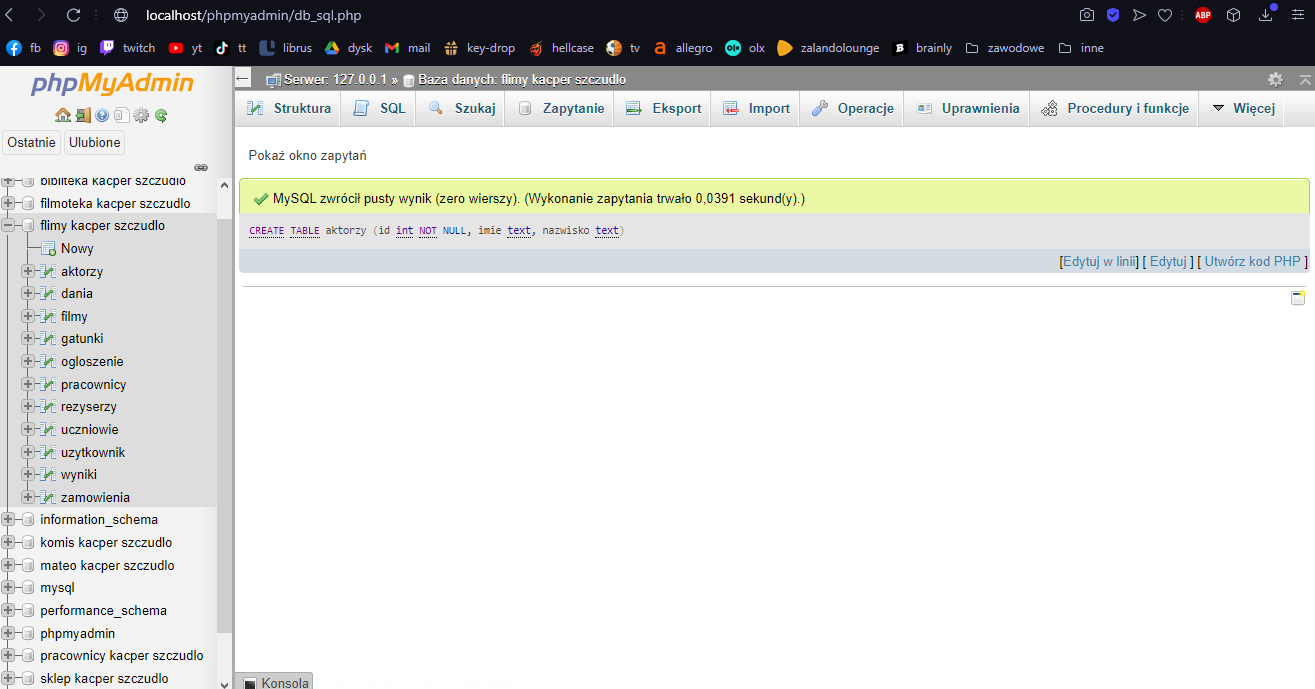 localhost/phpmyadmin/db_sql.php
ABP
fb ig twitch yt tt librus dysk mail key-drop hellcase tv allegro olx zalandolounge brainly zawodowe inne
phpMyAdmin
Ostatnie Ulubione
bibliteka kacper szczudlo
filmoteka kacper szczudlo
flimy kacper szczudlo
Nowy
aktorzy
dania
filmy
gatunki
ogloszenie
pracownicy
rezyserzy
uczniowie
uzytkownik
wyniki
zamowienia
information_schema
komis kacper szczudlo
mateo kacper szczudlo
mysql
performance_schema
phpmyadmin
pracownicy kacper szczudlo
sklep kacper szczudlo
Serwer: 127.0.0.1 » Baza danych: flimy kacper szczudlo
Struktura SQL Szukaj Zapytanie Eksport Import Operacje Uprawnienia Procedury i funkcje Więcej
Pokaż okno zapytań
MySQL zwrócił pusty wynik (zero wierszy). (Wykonanie zapytania trwało 0,0391 sekund(y).)
CREATE TABLE aktorzy (id int NOT NULL, imie text, nazwisko text)
[Edytuj w linii] [ Edytuj ] [ Utwórz kod PHP ]
Konsola